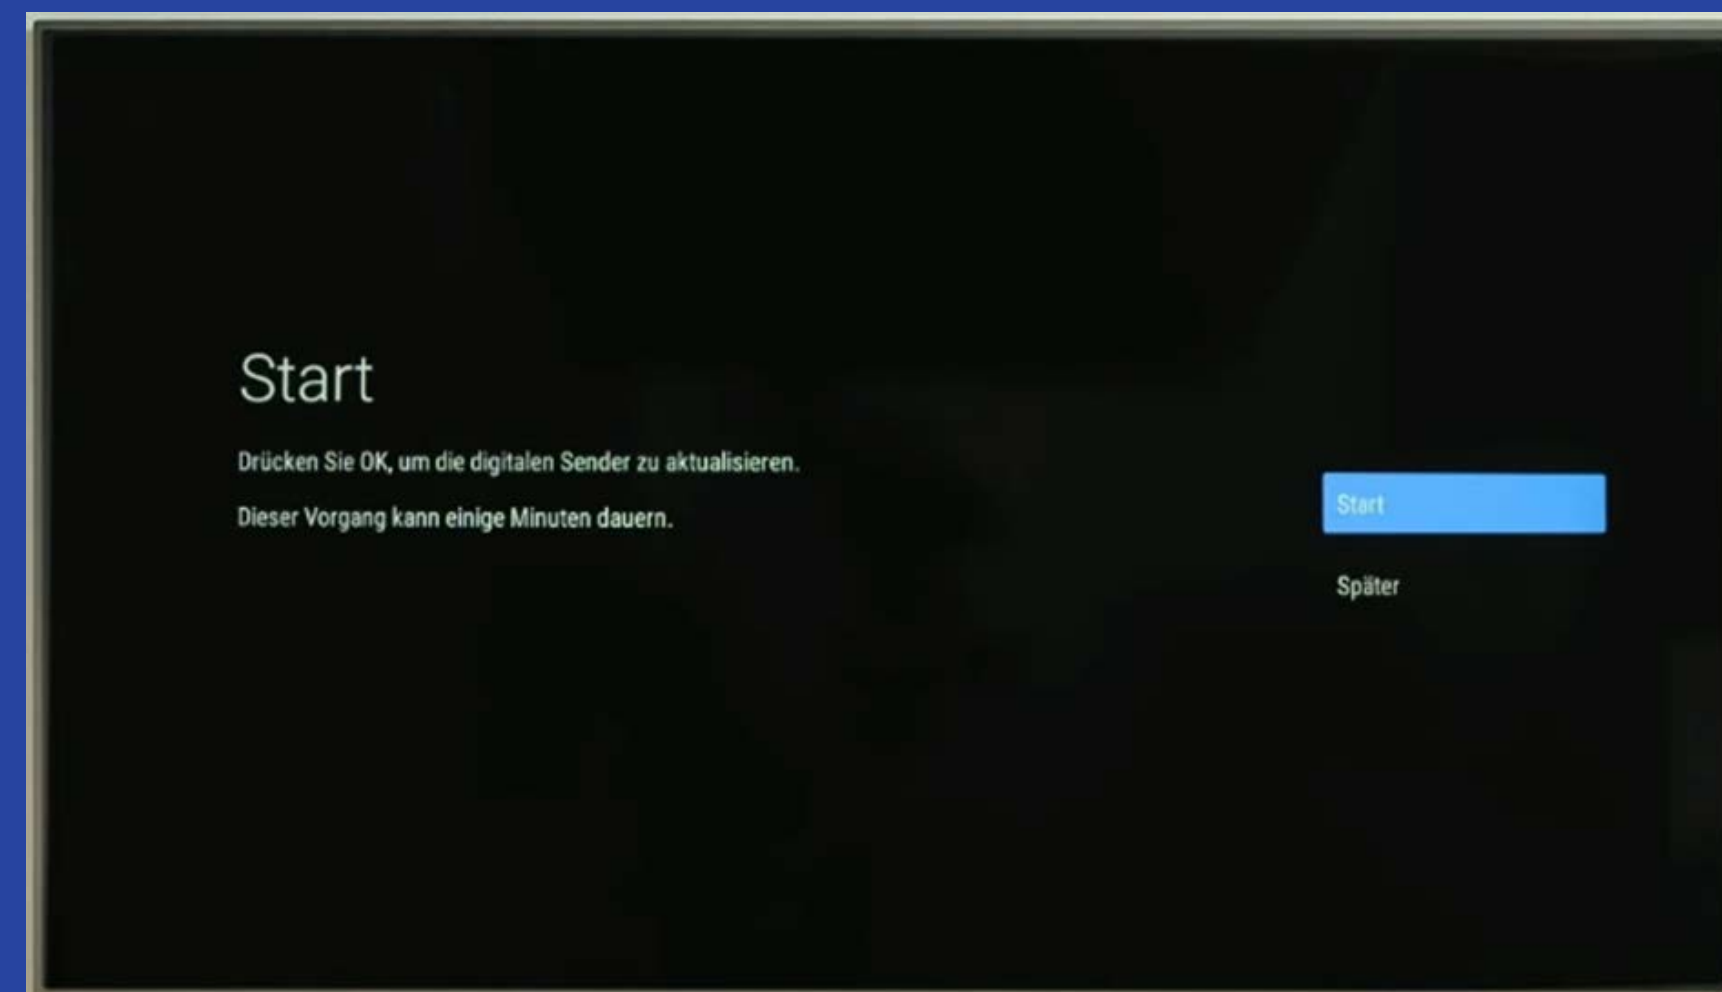 Start
Drücken Sie OK, um die digitalen Sender zu aktualisieren.
Dieser Vorgang kann einige Minuten dauern.
Start
Später